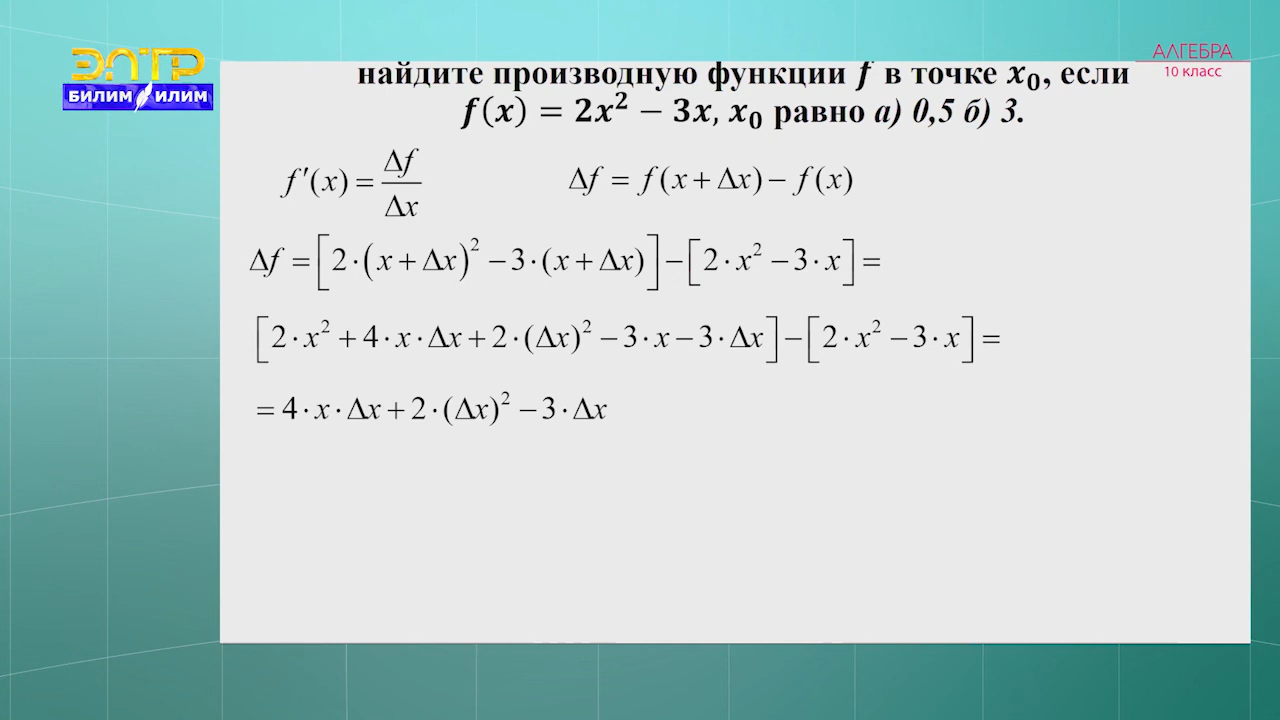 ЭЛТР
БИЛИМ ИЛИМ
АЛГЕБРА
10 класс
найдите производную функции f в точке x₀, если
f(x) = 2x² − 3x, x₀ равно а) 0,5 б) 3.
f′(x) = Δf/Δx    Δf = f(x + Δx) − f(x)
Δf = [2·(x + Δx)² − 3·(x + Δx)] − [2·x² − 3·x] =
[2·x² + 4·x·Δx + 2·(Δx)² − 3·x − 3·Δx] − [2·x² − 3·x] =
= 4·x·Δx + 2·(Δx)² − 3·Δx